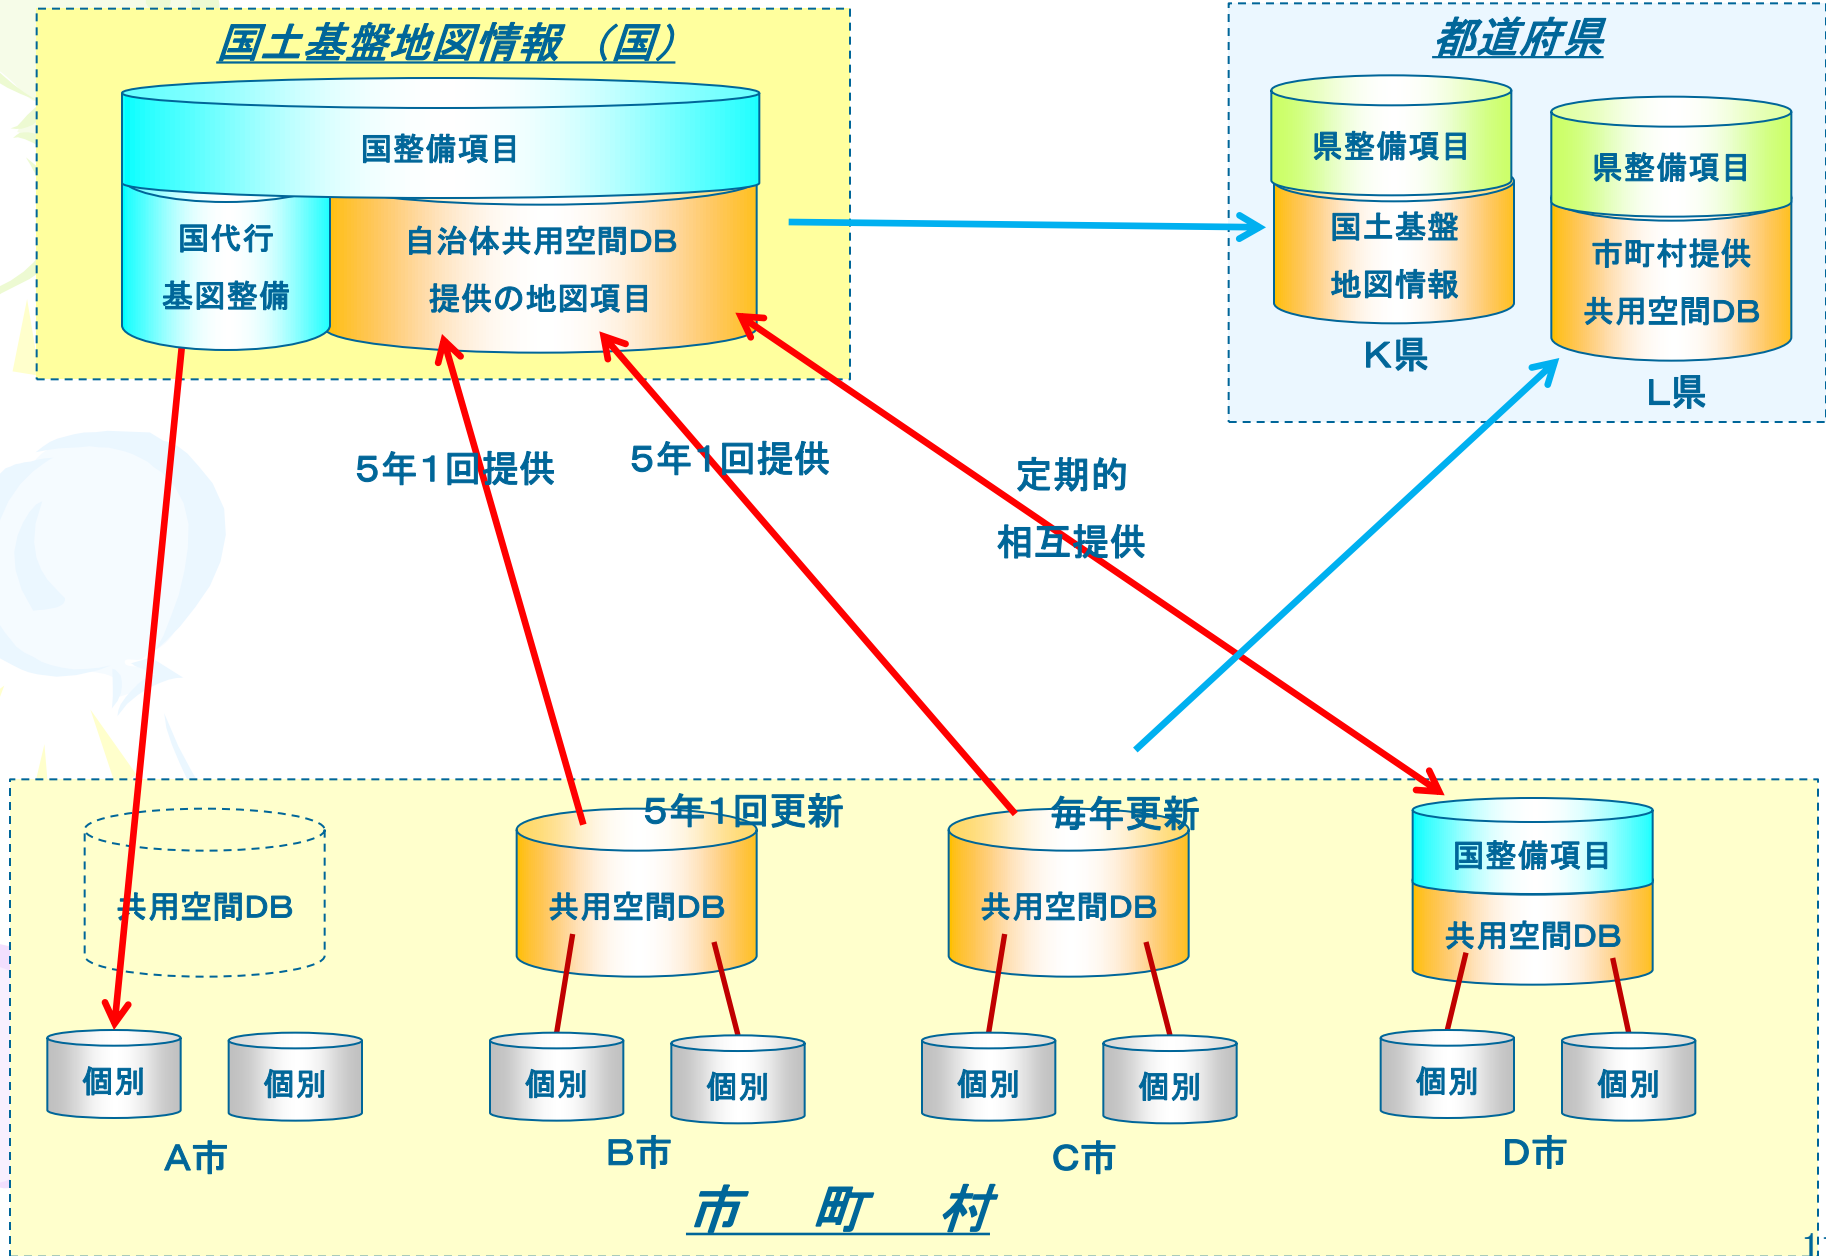 国土基盤地図情報 （国）
国整備項目
国代行
基図整備
自治体共用空間ＤＢ
提供の地図項目
都道府県
県整備項目
国土基盤
地図情報
Ｋ県
県整備項目
市町村提供
共用空間ＤＢ
Ｌ県
５年１回提供
５年１回提供
定期的
相互提供
共用空間ＤＢ
個別
個別
Ａ市
５年１回更新
共用空間ＤＢ
個別
個別
Ｂ市
毎年更新
共用空間ＤＢ
個別
個別
Ｃ市
国整備項目
共用空間ＤＢ
個別
個別
Ｄ市
市 町 村